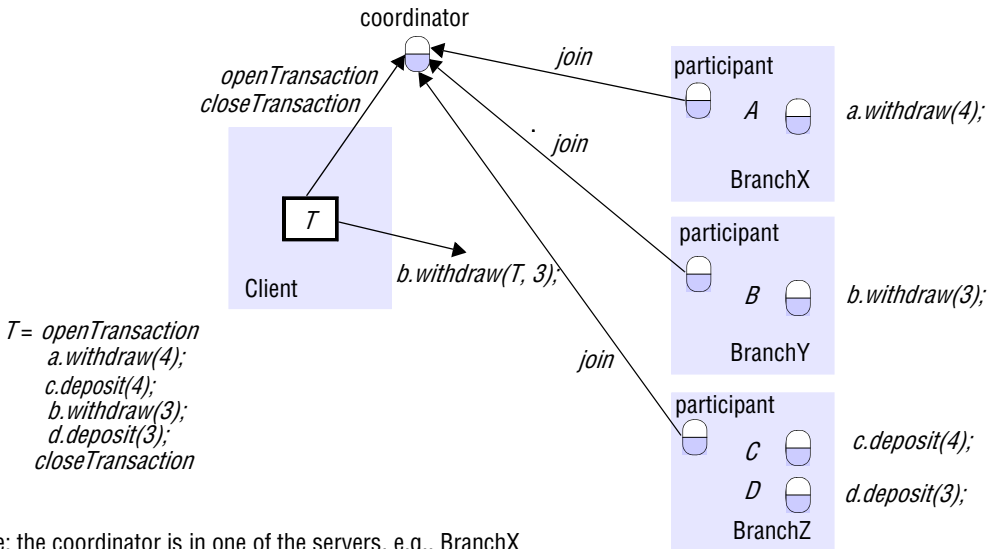 coordinator
openTransaction
closeTransaction
join
participant
A
a.withdraw(4);
BranchX
join
T
Client
b.withdraw(T, 3);
participant
B
b.withdraw(3);
BranchY
T = openTransaction
a.withdraw(4);
c.deposit(4);
b.withdraw(3);
d.deposit(3);
closeTransaction
join
participant
C
c.deposit(4);
D
d.deposit(3);
BranchZ
the coordinator is in one of the servers, e.g., BranchX